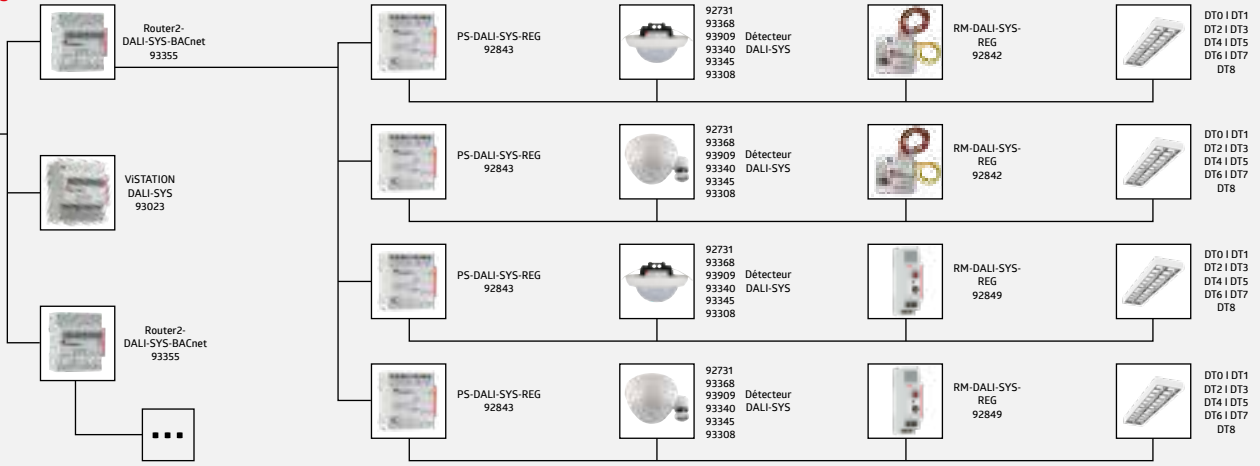 Router2-
DALI-SYS-BACnet
93355
PS-DALI-SYS-REG
92843
92731
93368
93909 Détecteur
93340 DALI-SYS
93345
93308
RM-DALI-SYS-
REG
92842
DT0 I DT1
DT2 I DT3
DT4 I DT5
DT6 I DT7
DT8
PS-DALI-SYS-REG
92843
92731
93368
93909 Détecteur
93340 DALI-SYS
93345
93308
RM-DALI-SYS-
REG
92842
DT0 I DT1
DT2 I DT3
DT4 I DT5
DT6 I DT7
DT8
ViSTATION
DALI-SYS
93023
PS-DALI-SYS-REG
92843
92731
93368
93909 Détecteur
93340 DALI-SYS
93345
93308
RM-DALI-SYS-
REG
92849
DT0 I DT1
DT2 I DT3
DT4 I DT5
DT6 I DT7
DT8
Router2-
DALI-SYS-BACnet
93355
PS-DALI-SYS-REG
92843
92731
93368
93909 Détecteur
93340 DALI-SYS
93345
93308
RM-DALI-SYS-
REG
92849
DT0 I DT1
DT2 I DT3
DT4 I DT5
DT6 I DT7
DT8
...